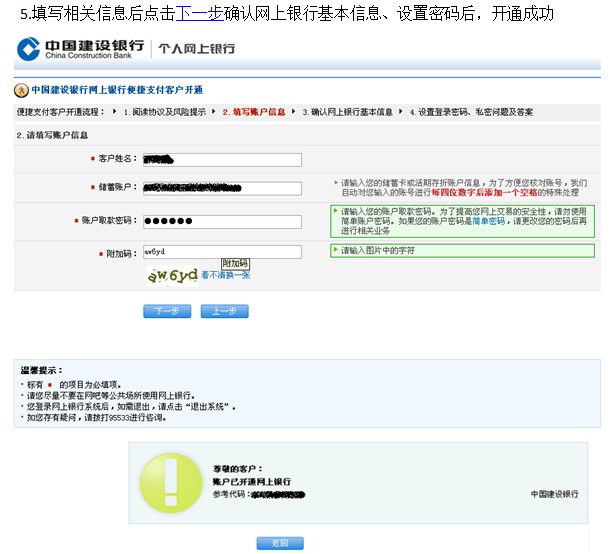 5.填写相关信息后点击下一步确认网上银行基本信息、设置密码后，开通成功
中国建设银行
China Construction Bank
个人网上银行
中国建设银行网上银行便捷支付客户开通
便捷支付客户开通流程： ▶ 1.阅读协议及风险提示 ▶ 2.填写账户信息 ▶ 3.确认网上银行基本信息 ▶ 4.设置登录密码、私密问题及答案
2.请填写账户信息
* 客户姓名：
* 储蓄账户：
请输入您的储蓄卡或活期存折账户信息，为了方便您核对账号，我们
自动对您输入的账号进行每四位数字后添加一个空格的特殊处理
* 账户取款密码：●●●●●●
请输入您的账户取款密码。为了提高您网上交易的安全性，请勿使用
简单账户密码。如果您的账户密码是简单密码，请更改您的密码后再
进行相关业务
* 附加码：aw6yd
请输入图片中的字符
附加码
aw6yd 看不清换一张
下一步 上一步
温馨提示：
· 标有 * 的项目为必填项。
· 请您尽量不要在网吧等公共场所使用网上银行。
· 您登录网上银行系统后，如需退出，请点击“退出系统”。
· 如您存有疑问，请拨打95533进行咨询。
尊敬的客户：
账户已开通网上银行
参考代码：
中国建设银行
返回